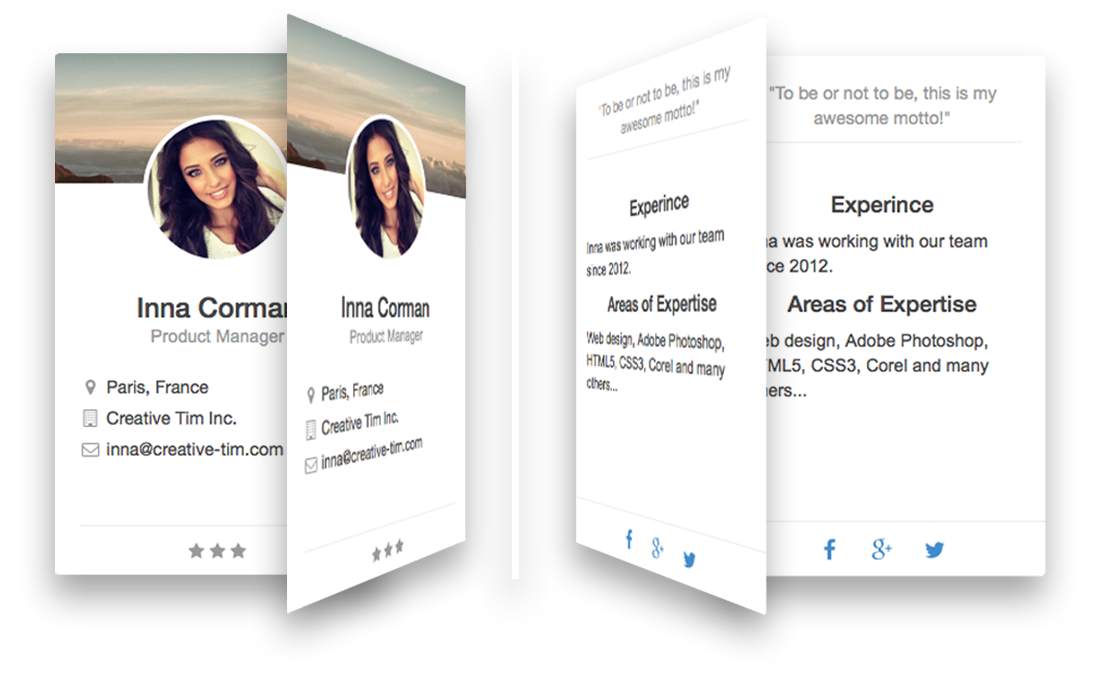 Inna Corman
Product Manager
Paris, France
Creative Tim Inc.
inna@creative-tim.com
Inna Corman
Product Manager
Paris, France
Creative Tim Inc.
inna@creative-tim.com
"To be or not to be, this is my
awesome motto!"
Experince
Inna was working with our team
since 2012.
Areas of Expertise
Web design, Adobe Photoshop,
HTML5, CSS3, Corel and many
others...
"To be or not to be, this is my
awesome motto!"
Experince
na was working with our team
ce 2012.
Areas of Expertise
eb design, Adobe Photoshop,
TML5, CSS3, Corel and many
hers...